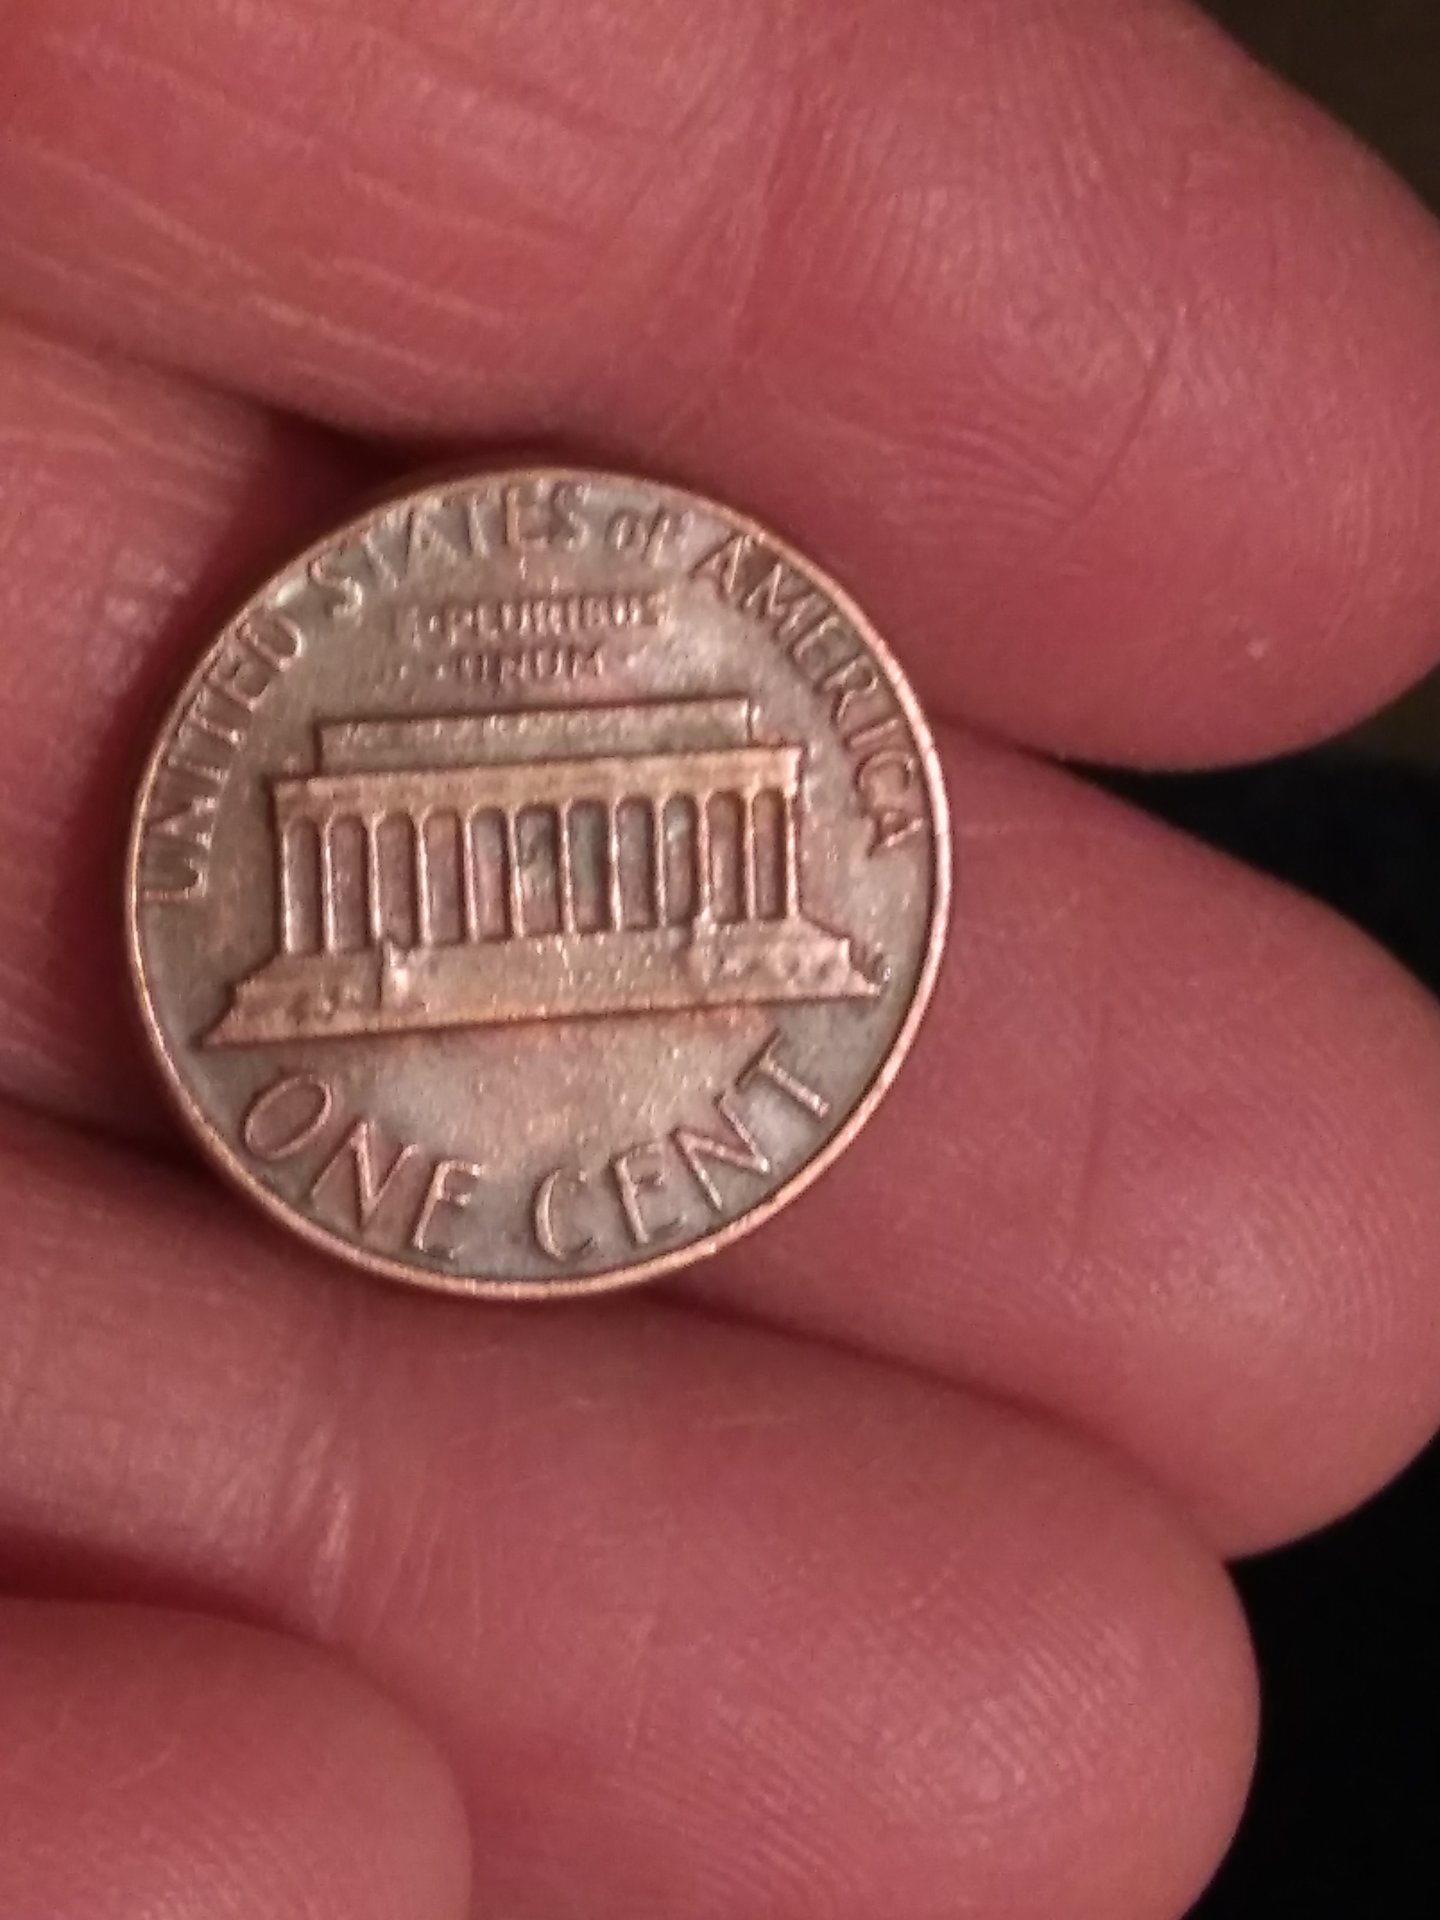 UNITED STATES of AMERICA
E·PLURIBUS
·UNUM·
ONE CENT